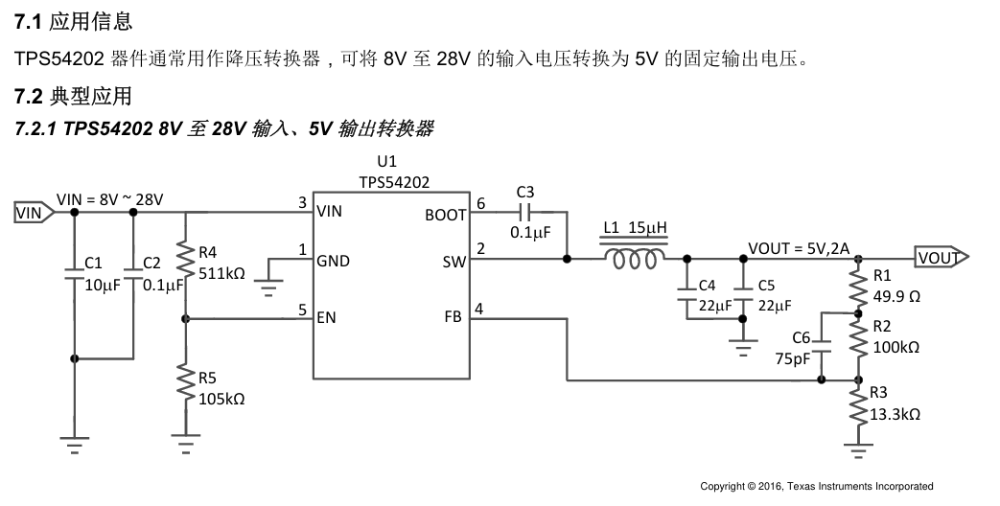 7.1 应用信息
TPS54202 器件通常用作降压转换器，可将 8V 至 28V 的输入电压转换为 5V 的固定输出电压。
7.2 典型应用
7.2.1 TPS54202 8V 至 28V 输入、5V 输出转换器
U1
TPS54202
VIN
VIN = 8V ~ 28V
3
VIN
BOOT
6
C3
0.1µF
L1 15µH
C1
10µF
C2
0.1µF
R4
511kΩ
1
GND
SW
2
VOUT = 5V,2A
VOUT
C4
22µF
C5
22µF
R1
49.9 Ω
5
EN
FB
4
C6
75pF
R2
100kΩ
R5
105kΩ
R3
13.3kΩ
Copyright © 2016, Texas Instruments Incorporated